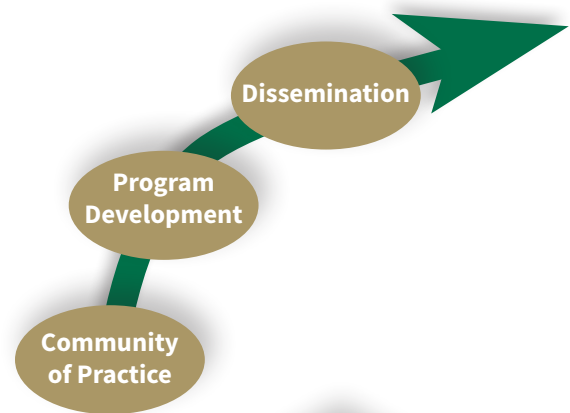 Dissemination
Program
Development
Community
of Practice